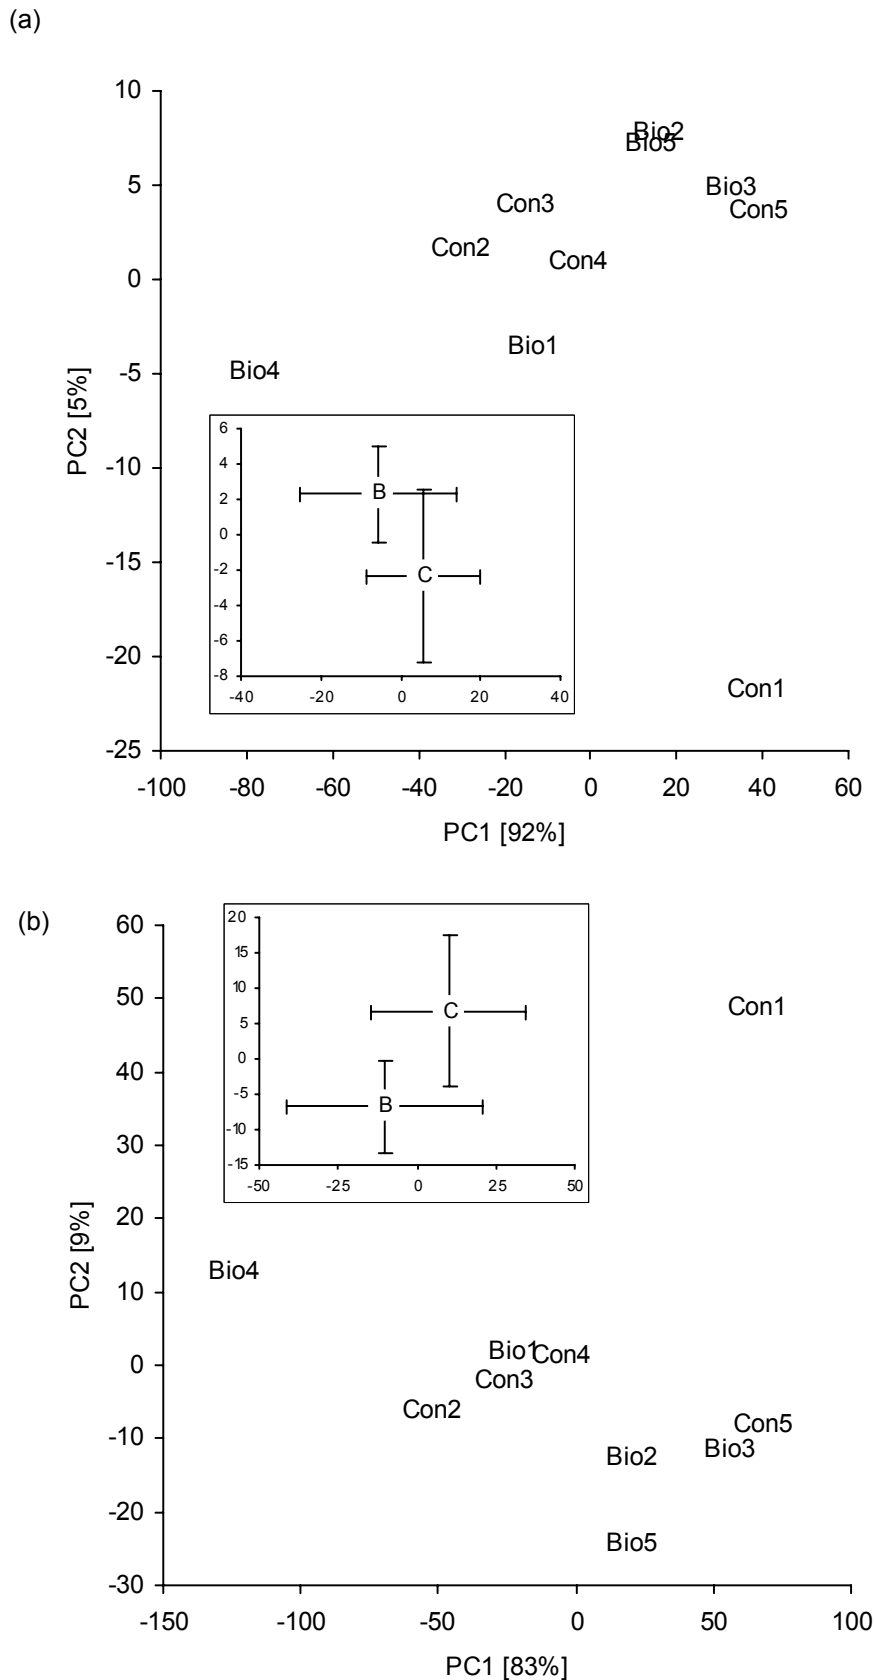 (a)
10
Bio2
Bio5
5
Bio3
Con3
Con5
Con2
0
Con4
Bio1
-5
Bio4
PC2 [5%]
6
4
B
2
0
-2
C
-4
-6
-8
-40 -20 0 20 40
-10
-15
-20
Con1
-25
-100 -80 -60 -40 -20 0 20 40 60
PC1 [92%]
(b)
60
20
15
10
C
5
0
-5
B
-10
-15
-50 -25 0 25 50
Con1
50
40
30
20
PC2 [9%]
Bio4
10
Bio1
Con4
0
Con3
Con2
Con5
-10
Bio3
Bio2
-20
Bio5
-30
-150 -100 -50 0 50 100
PC1 [83%]